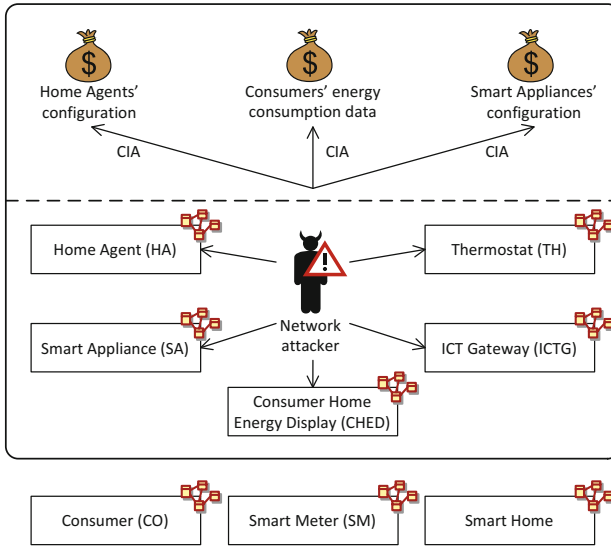 $ $ $
Home Agents' Consumers' energy Smart Appliances'
configuration consumption data configuration
CIA CIA CIA
Home Agent (HA) ! Thermostat (TH)
Network
attacker
Smart Appliance (SA) ICT Gateway (ICTG)
Consumer Home
Energy Display (CHED)
Consumer (CO) Smart Meter (SM) Smart Home